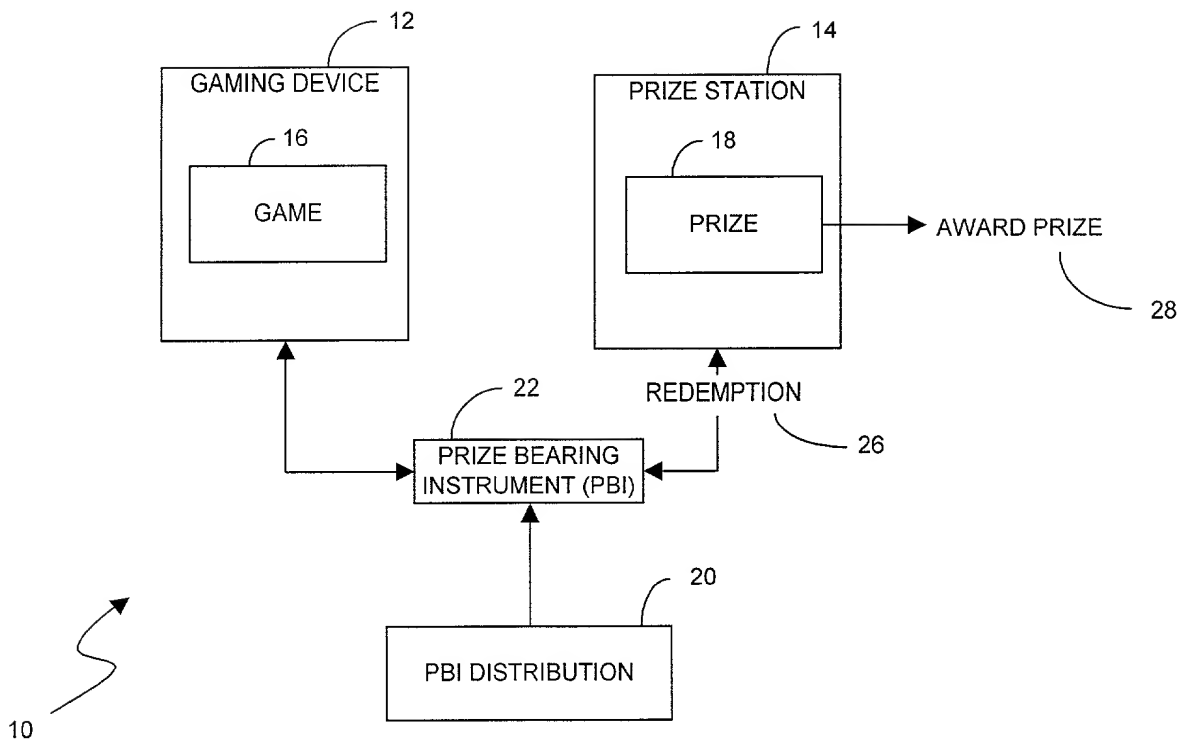 12
14
GAMING DEVICE
PRIZE STATION
16
18
GAME
PRIZE
AWARD PRIZE
28
22
REDEMPTION
26
PRIZE BEARING
INSTRUMENT (PBI)
20
PBI DISTRIBUTION
10